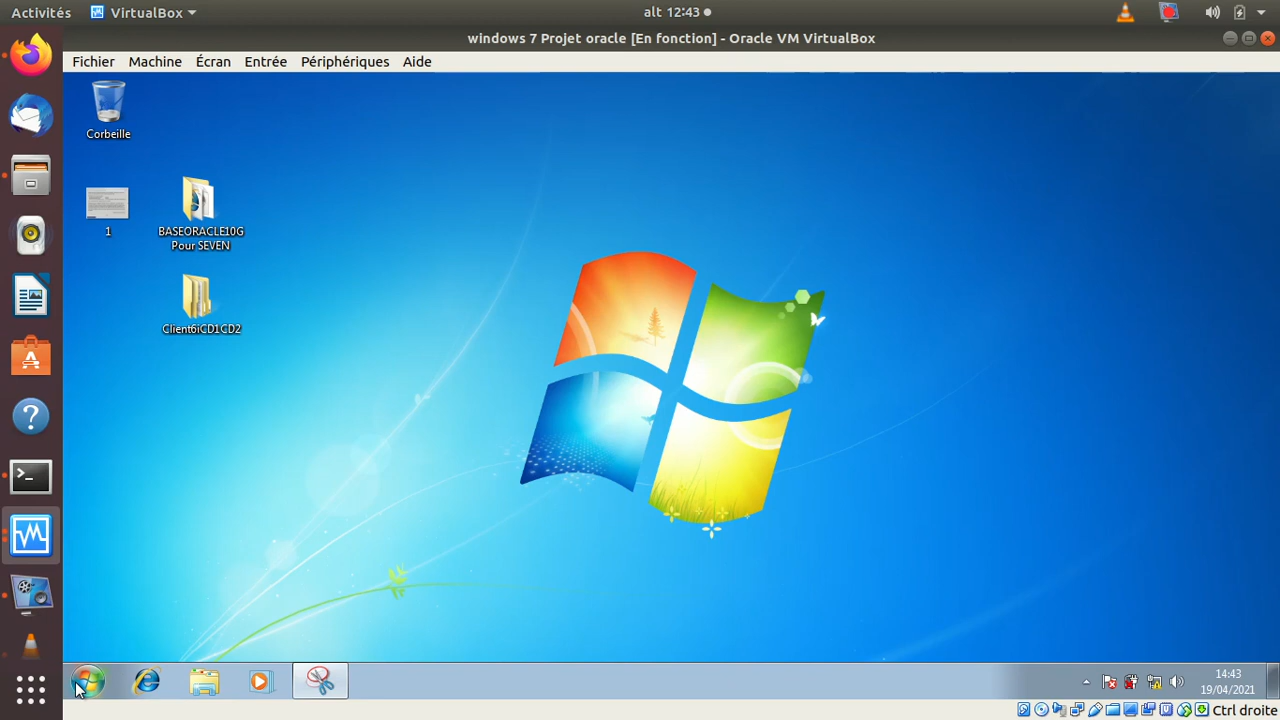 Activités VirtualBox alt 12:43
windows 7 Projet oracle [En fonction] - Oracle VM VirtualBox
Fichier Machine Écran Entrée Périphériques Aide
Corbeille
1
BASEORACLE10G
Pour SEVEN
Client6iCD1CD2
14:43
19/04/2021
Ctrl droite